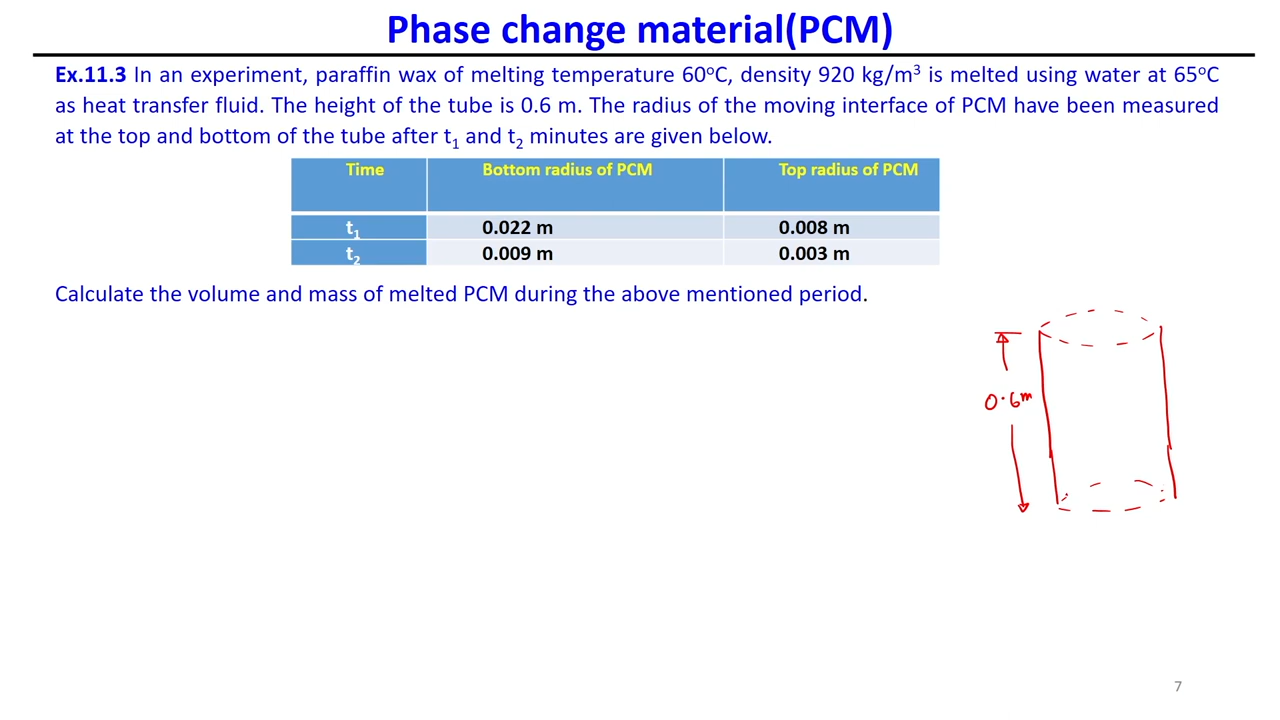 Phase change material(PCM)
Ex.11.3 In an experiment, paraffin wax of melting temperature 60°C, density 920 kg/m³ is melted using water at 65°C
as heat transfer fluid. The height of the tube is 0.6 m. The radius of the moving interface of PCM have been measured
at the top and bottom of the tube after t₁ and t₂ minutes are given below.
Time Bottom radius of PCM Top radius of PCM
t₁ 0.022 m 0.008 m
t₂ 0.009 m 0.003 m
Calculate the volume and mass of melted PCM during the above mentioned period.
0.6m
7